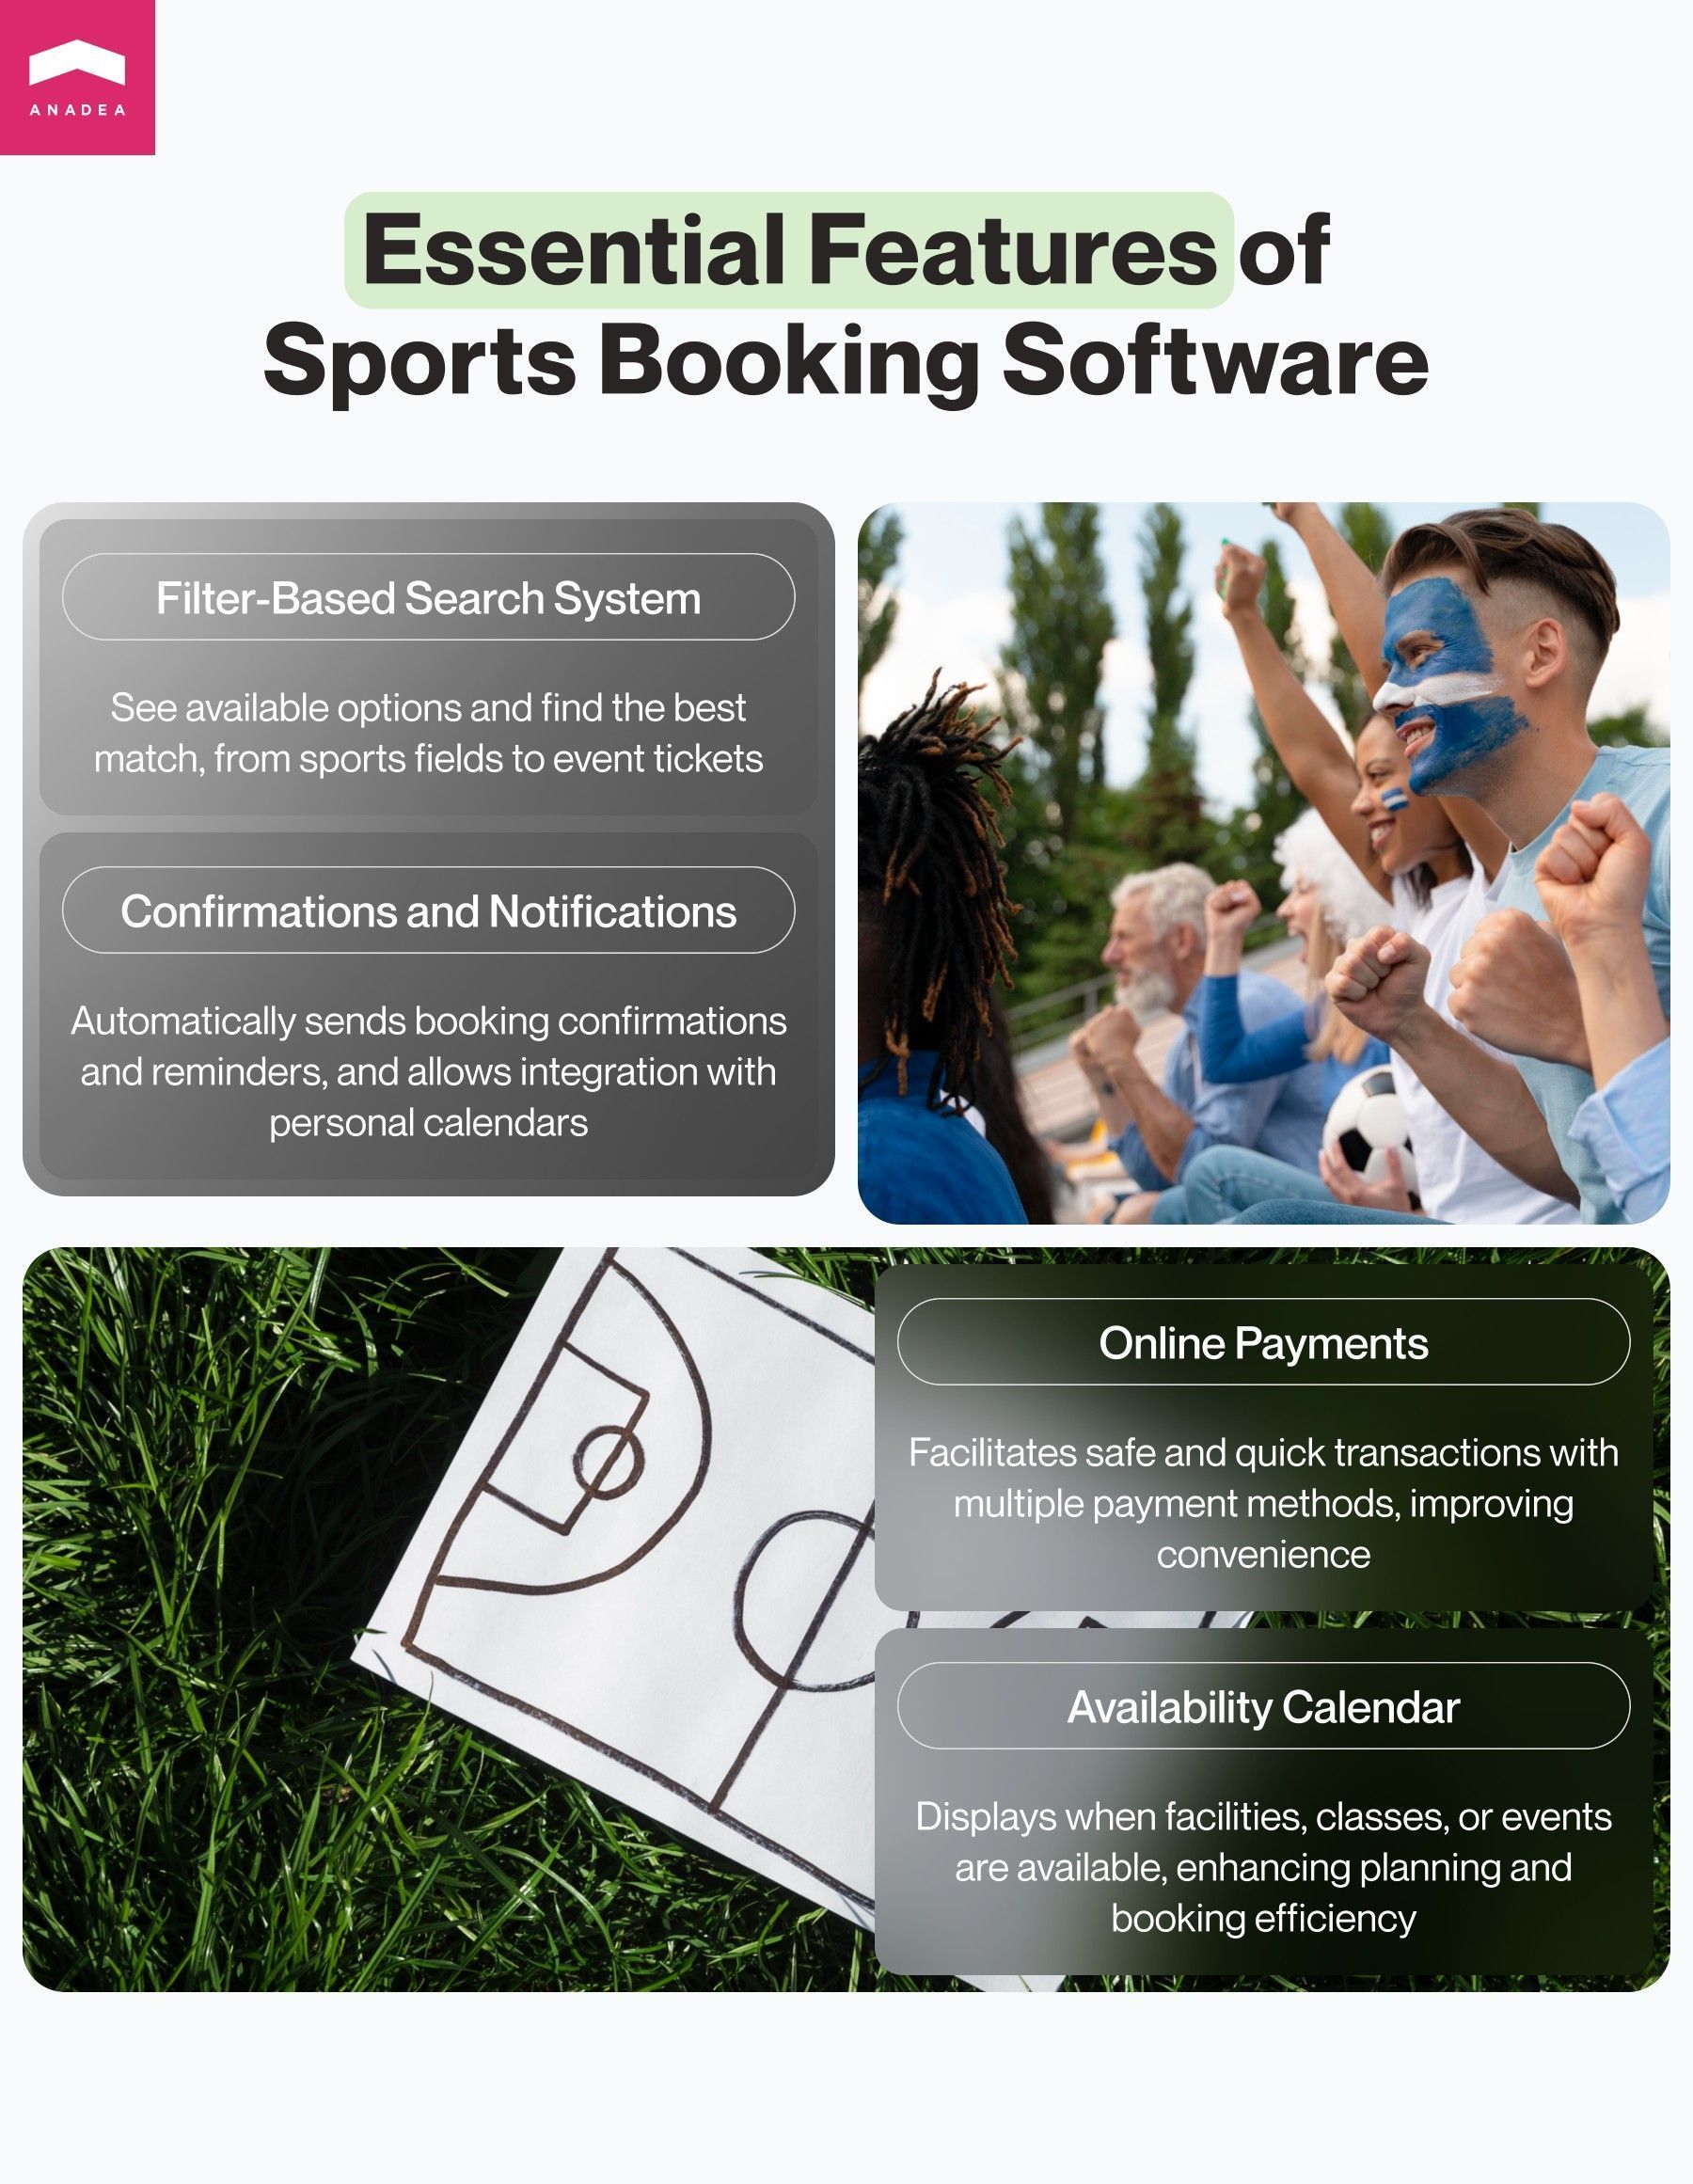 ANADEA
Essential Features of
Sports Booking Software
Filter-Based Search System
See available options and find the best
match, from sports fields to event tickets
Confirmations and Notifications
Automatically sends booking confirmations
and reminders, and allows integration with
personal calendars
Online Payments
Facilitates safe and quick transactions with
multiple payment methods, improving
convenience
Availability Calendar
Displays when facilities, classes, or events
are available, enhancing planning and
booking efficiency